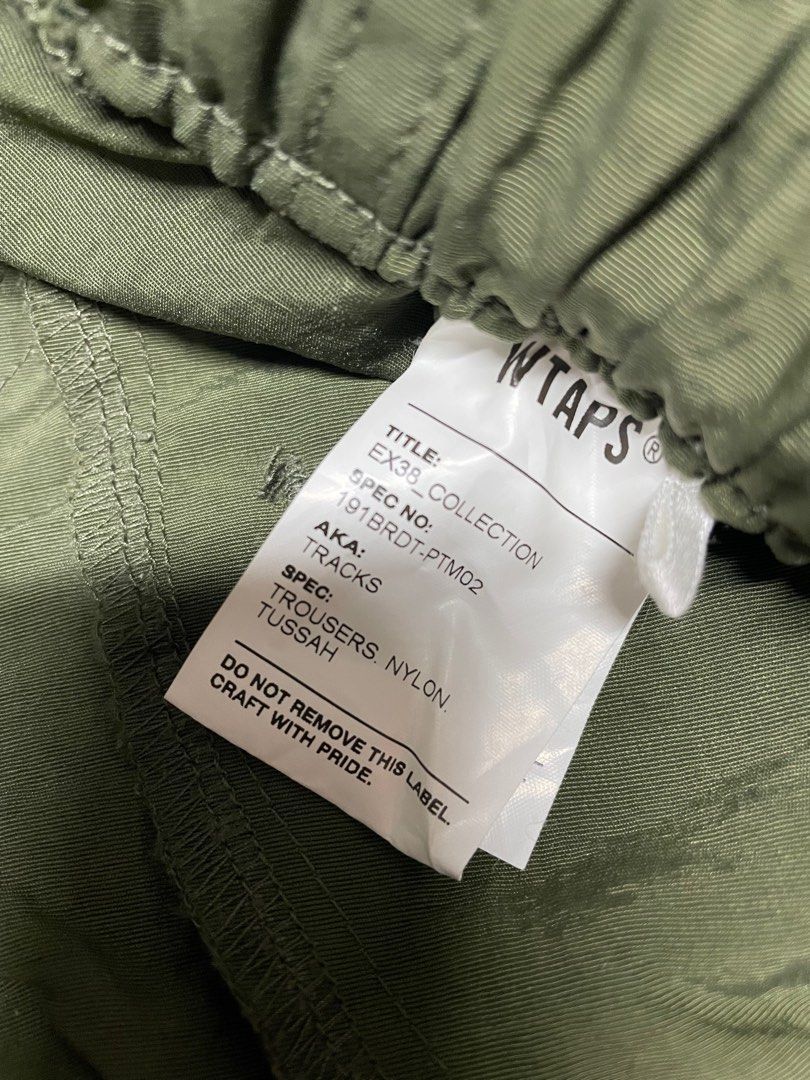 WTAPS®
TITLE:
EX38_COLLECTION
SPEC NO:
191BRDT-PTM02
AKA:
TRACKS
SPEC:
TROUSERS. NYLON.
TUSSAH
DO NOT REMOVE THIS LABEL.
CRAFT WITH PRIDE.